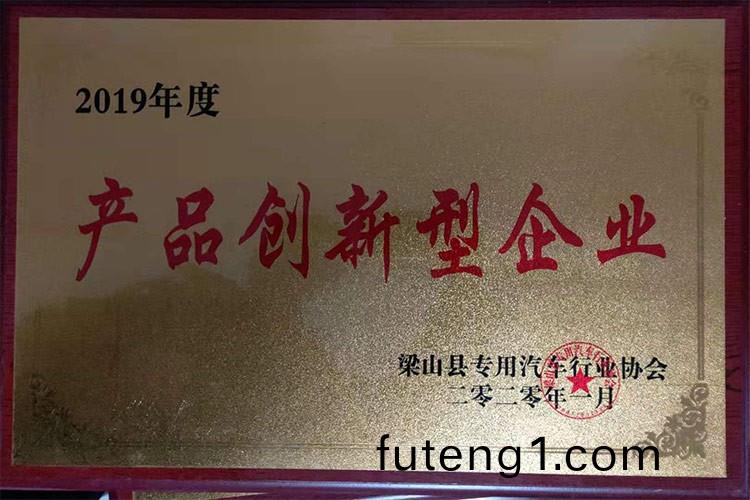 2019年度
产品创新型企业
梁山县专用汽车行业协会
二零二零年一月
futeng1.com